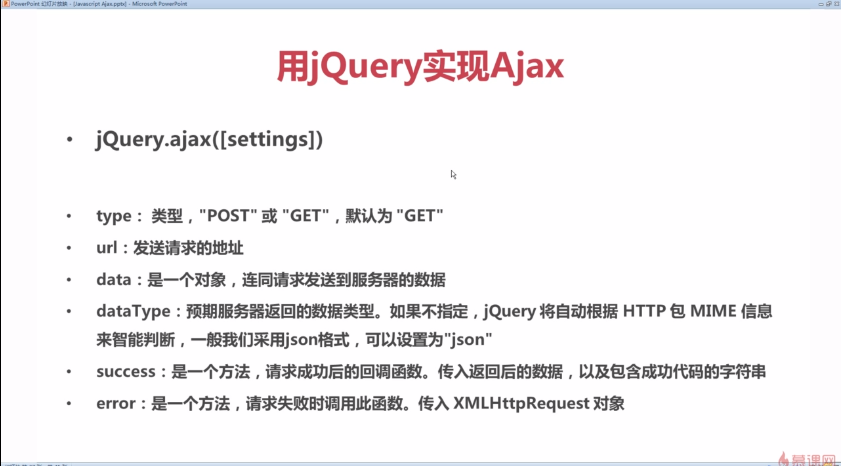 PowerPoint 幻灯片放映 - [Javascript Ajax.pptx] - Microsoft PowerPoint
用jQuery实现Ajax
• jQuery.ajax([settings])
• type： 类型，"POST" 或 "GET"，默认为 "GET"
• url：发送请求的地址
• data：是一个对象，连同请求发送到服务器的数据
• dataType：预期服务器返回的数据类型。如果不指定，jQuery 将自动根据 HTTP 包 MIME 信息
来智能判断，一般我们采用json格式，可以设置为"json"
• success：是一个方法，请求成功后的回调函数。传入返回后的数据，以及包含成功代码的字符串
• error：是一个方法，请求失败时调用此函数。传入 XMLHttpRequest 对象
慕课网